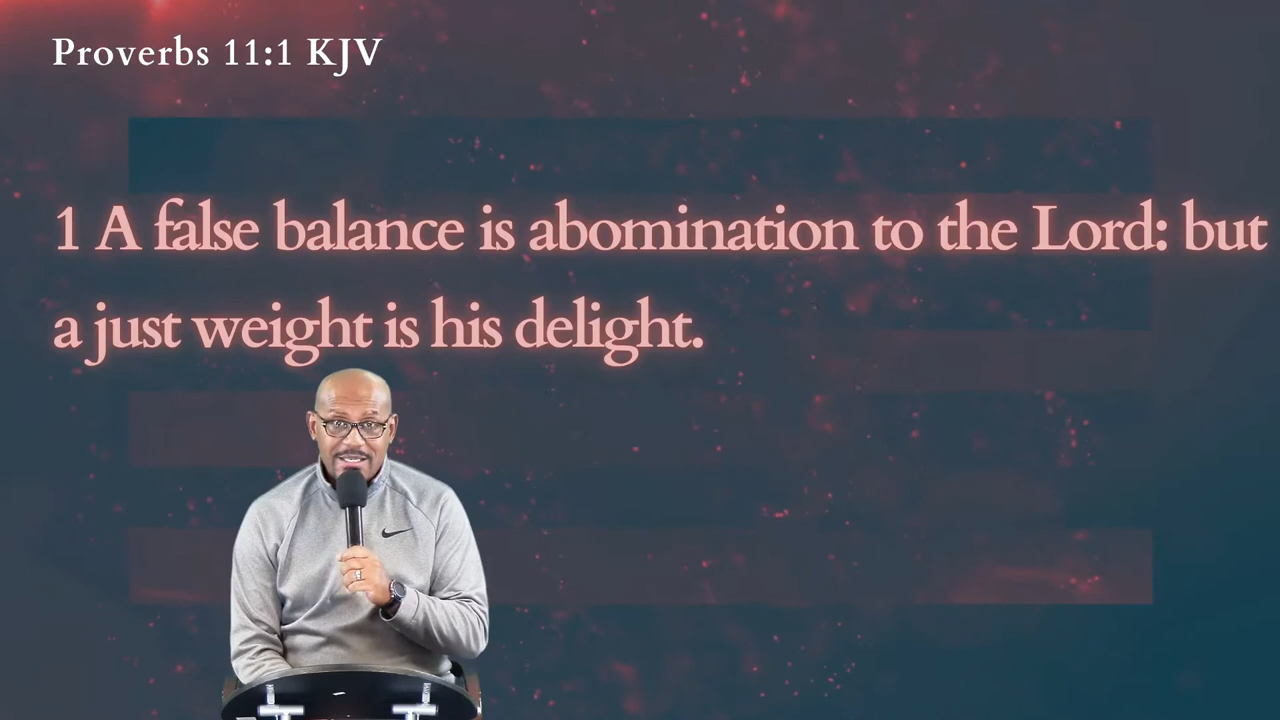 Proverbs 11:1 KJV
1 A false balance is abomination to the Lord: but
a just weight is his delight.